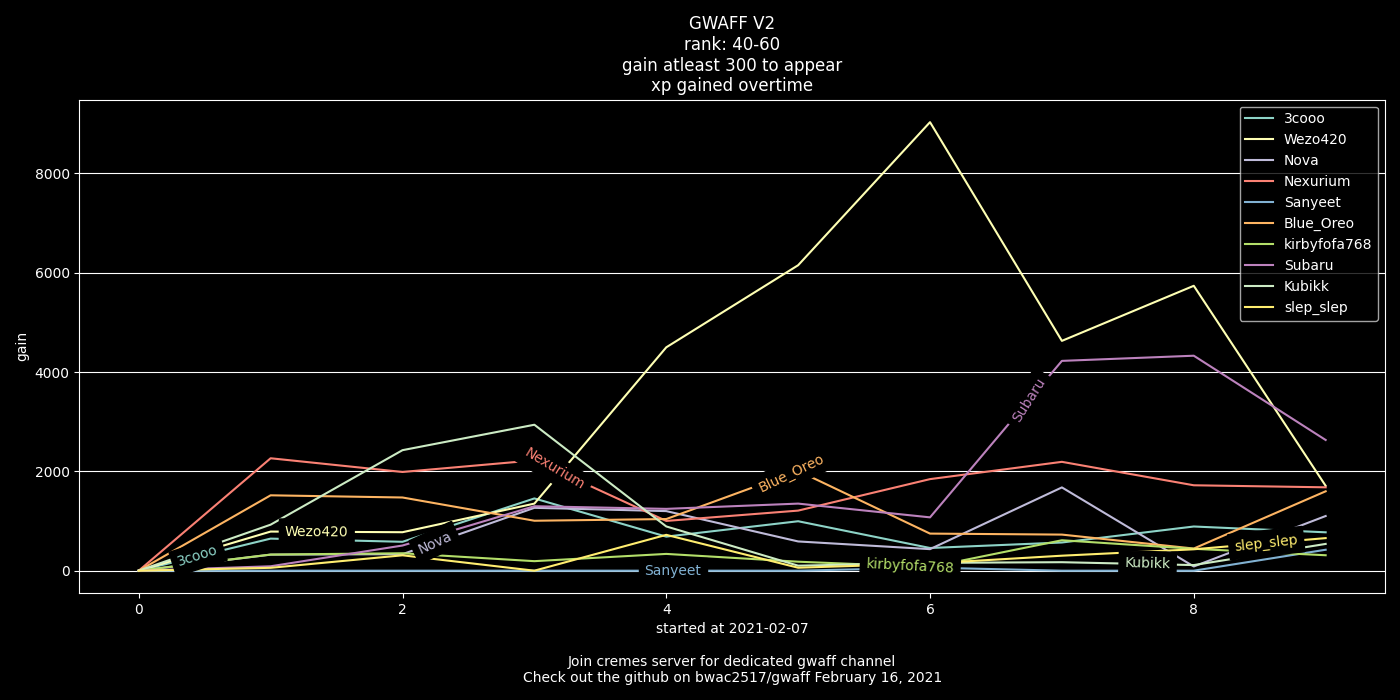 GWAFF V2
rank: 40-60
gain atleast 300 to appear
xp gained overtime
3cooo
Wezo420
Nova
Nexurium
Sanyeet
Blue_Oreo
kirbyfofa768
Subaru
Kubikk
slep_slep
gain
8000
6000
4000
2000
0
Subaru
Nexurium
Blue_Oreo
Wezo420
Nova
3cooo
Sanyeet
kirbyfofa768
Kubikk
slep_slep
0 2 4 6 8
started at 2021-02-07
Join cremes server for dedicated gwaff channel
Check out the github on bwac2517/gwaff February 16, 2021